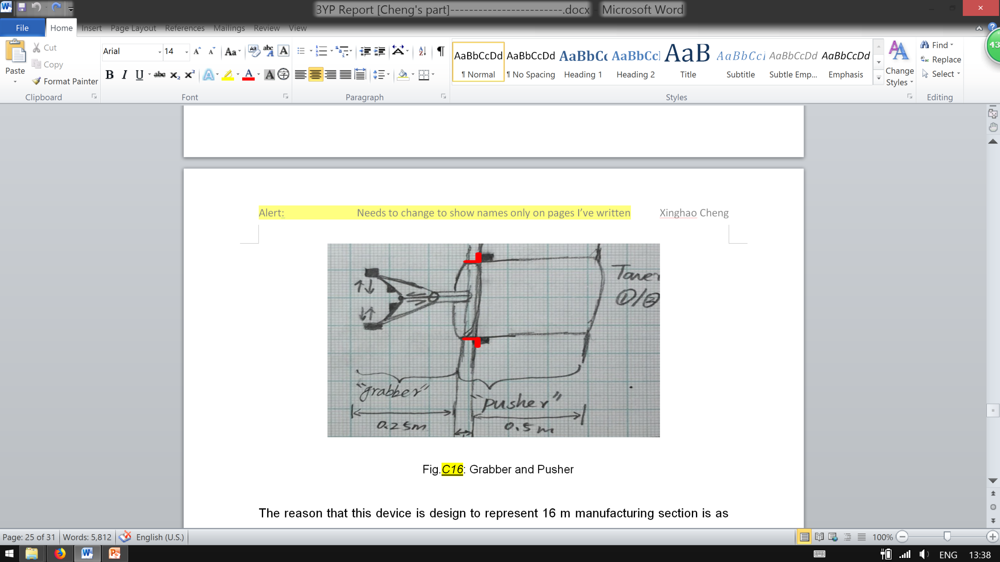 3YP Report [Cheng's part]------------------------.docx - Microsoft Word
File Home Insert Page Layout References Mailings Review View
Paste
Cut
Copy
Format Painter
Clipboard
Arial 14
Font
Paragraph
AaBbCcDd AaBbCcDd AaBbCc AaBbCcI AaB AaBbCcI AaBbCcDd AaBbCcDd
¶ Normal ¶ No Spacing Heading 1 Heading 2 Title Subtitle Subtle Emp... Emphasis
Change Styles
Styles
Find
Replace
Select
Editing
43
Alert: Needs to change to show names only on pages I’ve written Xinghao Cheng
Tower
①/②
"grabber"
"pusher"
0.25m
0.5m
Fig.C16: Grabber and Pusher
The reason that this device is design to represent 16 m manufacturing section is as
Page: 25 of 31 Words: 5,812 English (U.S.) 100%
ENG 13:38